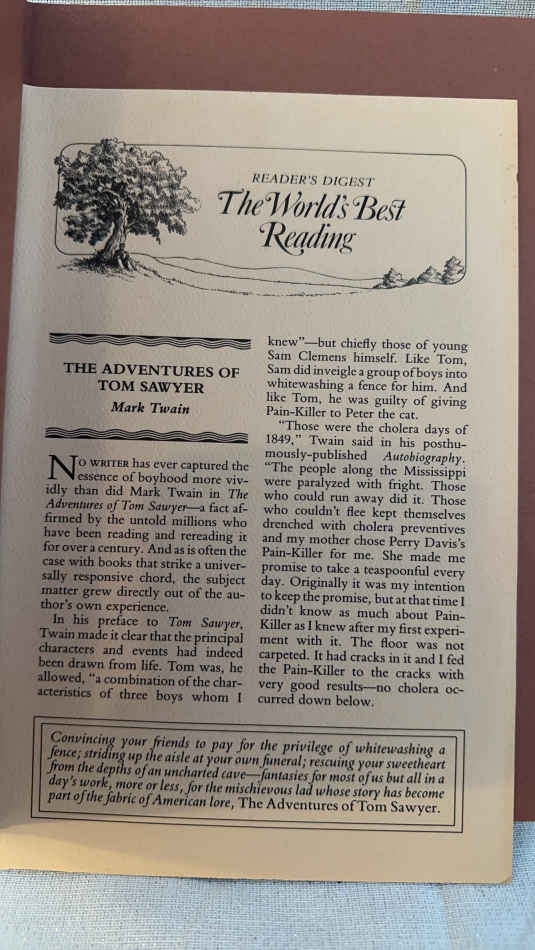 READER'S DIGEST
The World's Best
Reading
THE ADVENTURES OF
TOM SAWYER
Mark Twain
NO WRITER has ever captured the
essence of boyhood more viv-
idly than did Mark Twain in The
Adventures of Tom Sawyer—a fact af-
firmed by the untold millions who
have been reading and rereading it
for over a century. And as is often the
case with books that strike a univer-
sally responsive chord, the subject
matter grew directly out of the au-
thor's own experience.
In his preface to Tom Sawyer,
Twain made it clear that the principal
characters and events had indeed
been drawn from life. Tom was, he
allowed, "a combination of the char-
acteristics of three boys whom I
knew"—but chiefly those of young
Sam Clemens himself. Like Tom,
Sam did inveigle a group of boys into
whitewashing a fence for him. And
like Tom, he was guilty of giving
Pain-Killer to Peter the cat.
"Those were the cholera days of
1849," Twain said in his posthu-
mously-published Autobiography.
"The people along the Mississippi
were paralyzed with fright. Those
who could run away did it. Those
who couldn't flee kept themselves
drenched with cholera preventives
and my mother chose Perry Davis's
Pain-Killer for me. She made me
promise to take a teaspoonful every
day. Originally it was my intention
to keep the promise, but at that time I
didn't know as much about Pain-
Killer as I knew after my first experi-
ment with it. The floor was not
carpeted. It had cracks in it and I fed
the Pain-Killer to the cracks with
very good results—no cholera oc-
curred down below.
Convincing your friends to pay for the privilege of whitewashing a
fence; striding up the aisle at your own funeral; rescuing your sweetheart
from the depths of an uncharted cave—fantasies for most of us but all in a
day's work, more or less, for the mischievous lad whose story has become
part of the fabric of American lore, The Adventures of Tom Sawyer.